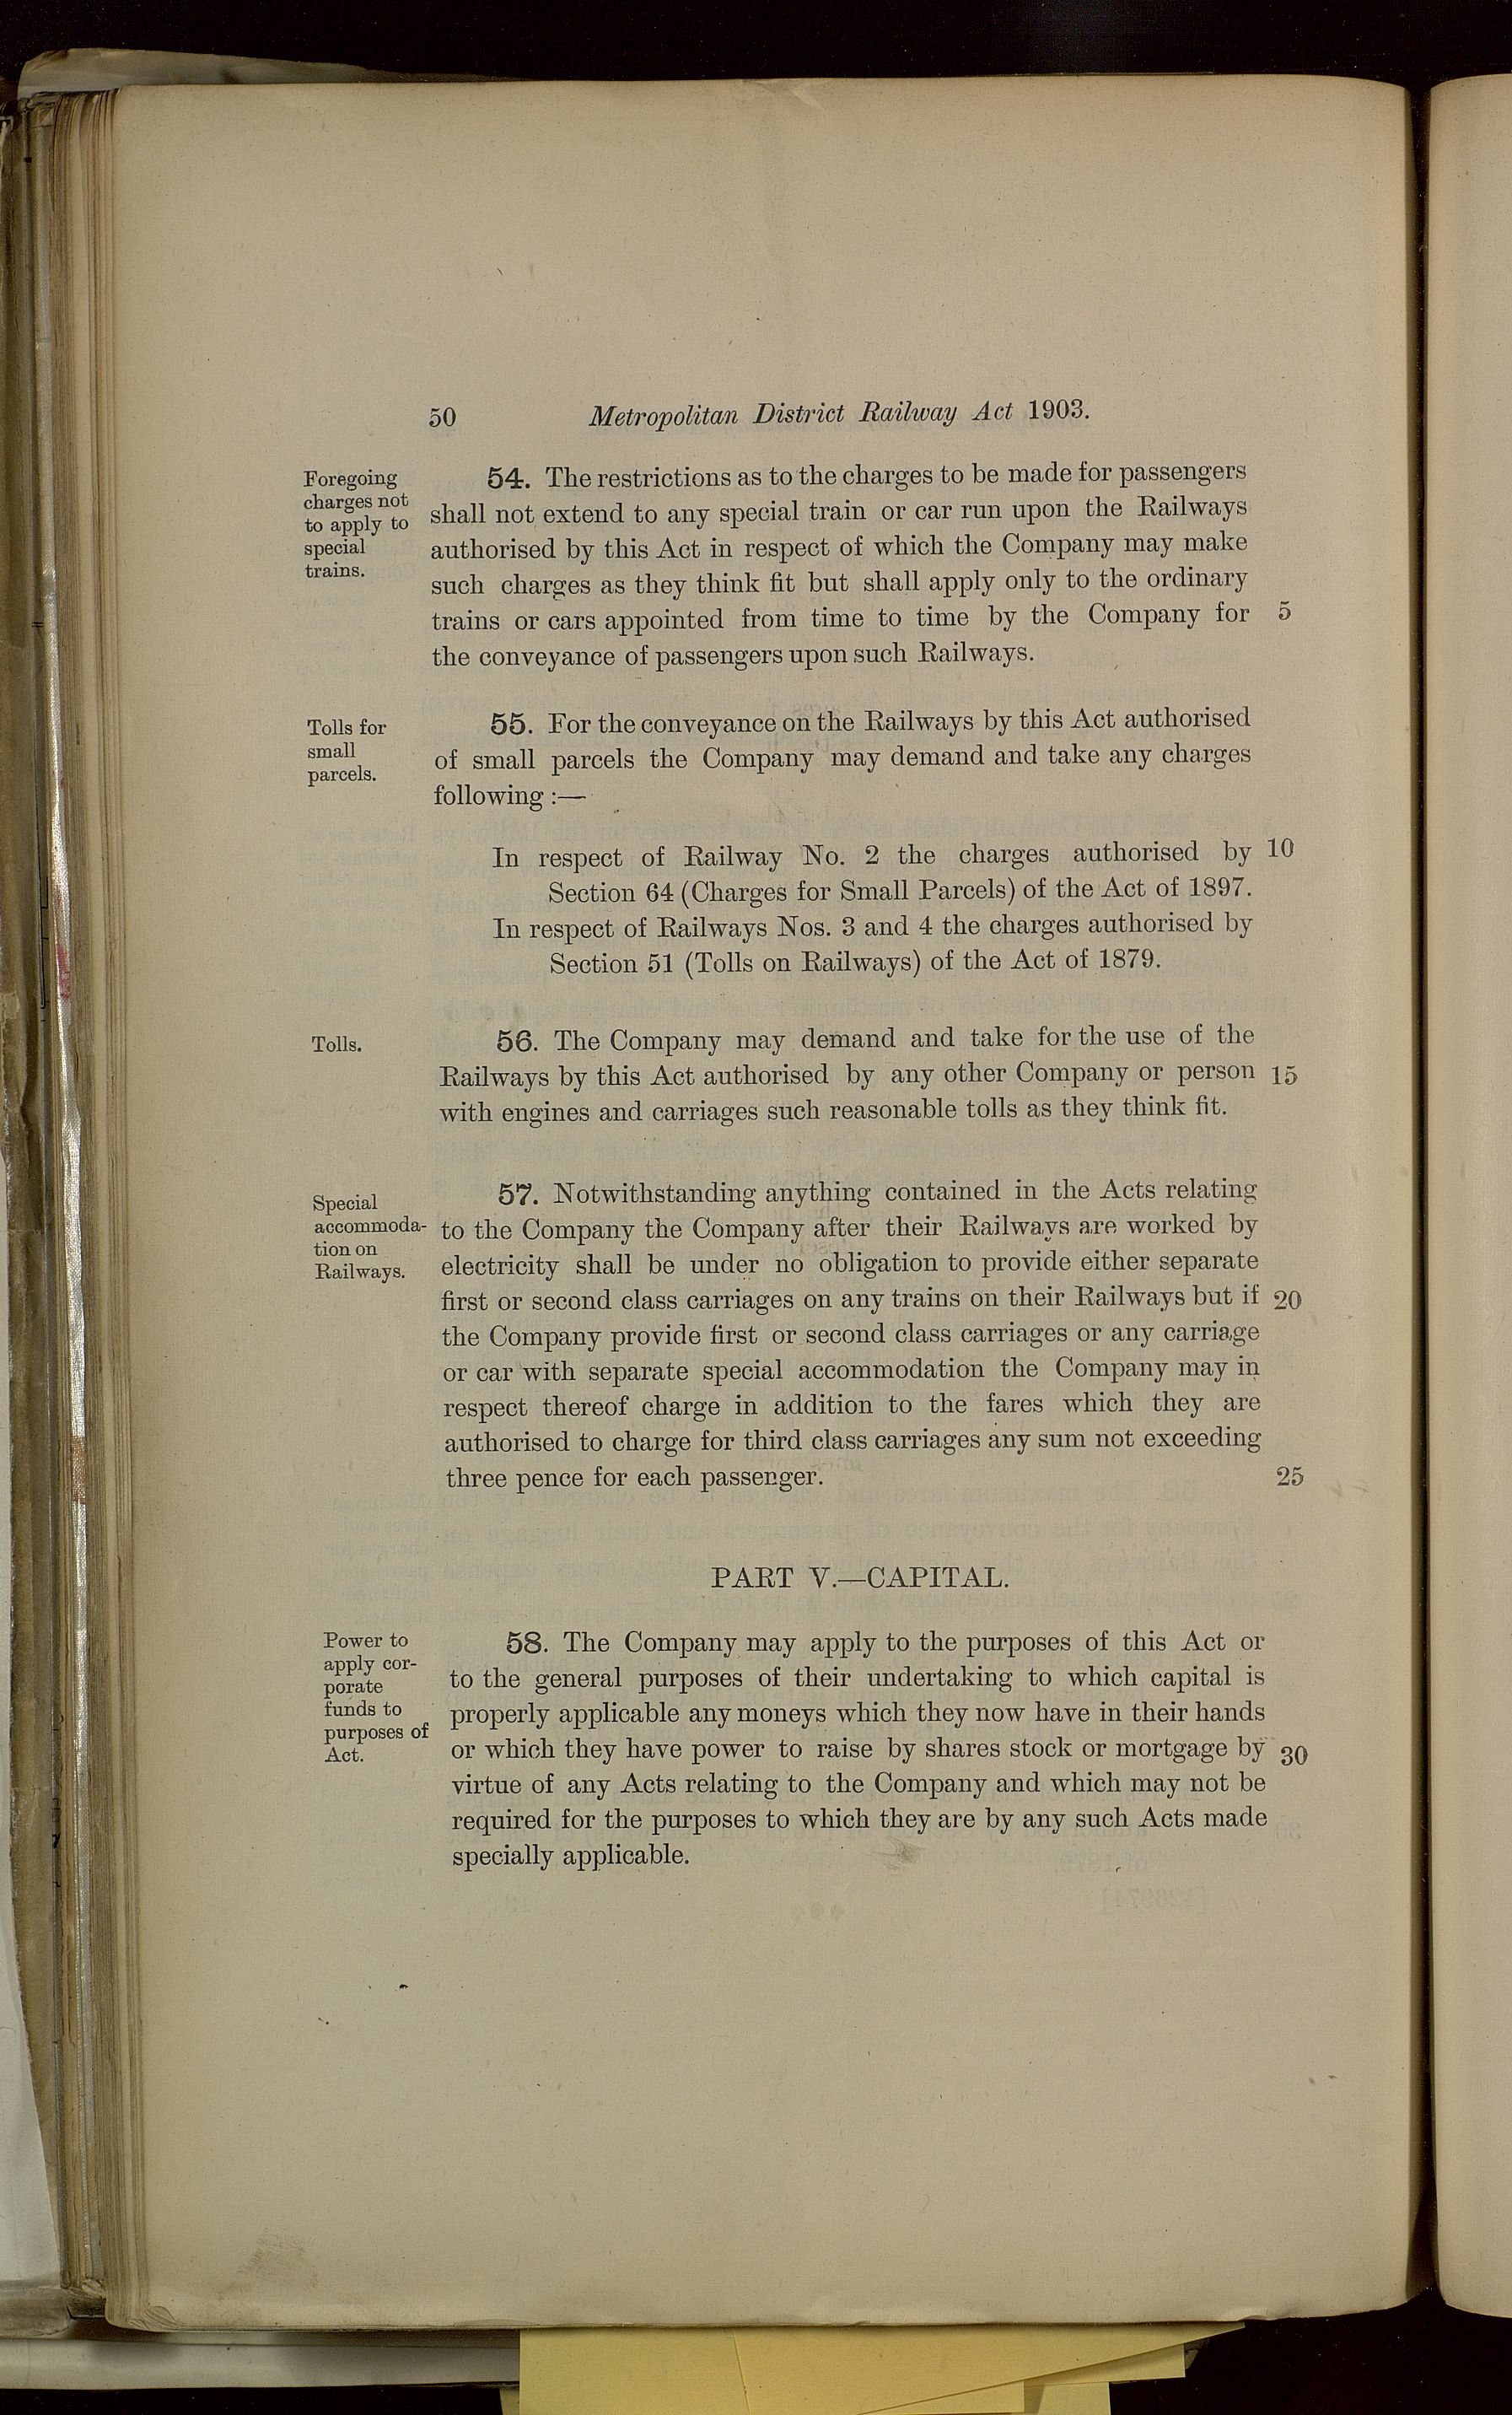 50 Metropolitan District Railway Act 1903.
Foregoing
charges not
to apply to
special
trains.
54. The restrictions as to the charges to be made for passengers
shall not extend to any special train or car run upon the Railways
authorised by this Act in respect of which the Company may make
such charges as they think fit but shall apply only to the ordinary
trains or cars appointed from time to time by the Company for 5
the conveyance of passengers upon such Railways.
Tolls for
small
parcels.
55. For the conveyance on the Railways by this Act authorised
of small parcels the Company may demand and take any charges
following :—
In respect of Railway No. 2 the charges authorised by 10
Section 64 (Charges for Small Parcels) of the Act of 1897.
In respect of Railways Nos. 3 and 4 the charges authorised by
Section 51 (Tolls on Railways) of the Act of 1879.
Tolls.
56. The Company may demand and take for the use of the
Railways by this Act authorised by any other Company or person 15
with engines and carriages such reasonable tolls as they think fit.
Special
accommoda-
tion on
Railways.
57. Notwithstanding anything contained in the Acts relating
to the Company the Company after their Railways are worked by
electricity shall be under no obligation to provide either separate
first or second class carriages on any trains on their Railways but if 20
the Company provide first or second class carriages or any carriage
or car with separate special accommodation the Company may in
respect thereof charge in addition to the fares which they are
authorised to charge for third class carriages any sum not exceeding
three pence for each passenger. 25
PART V.—CAPITAL.
Power to
apply cor-
porate
funds to
purposes of
Act.
58. The Company may apply to the purposes of this Act or
to the general purposes of their undertaking to which capital is
properly applicable any moneys which they now have in their hands
or which they have power to raise by shares stock or mortgage by 30
virtue of any Acts relating to the Company and which may not be
required for the purposes to which they are by any such Acts made
specially applicable.